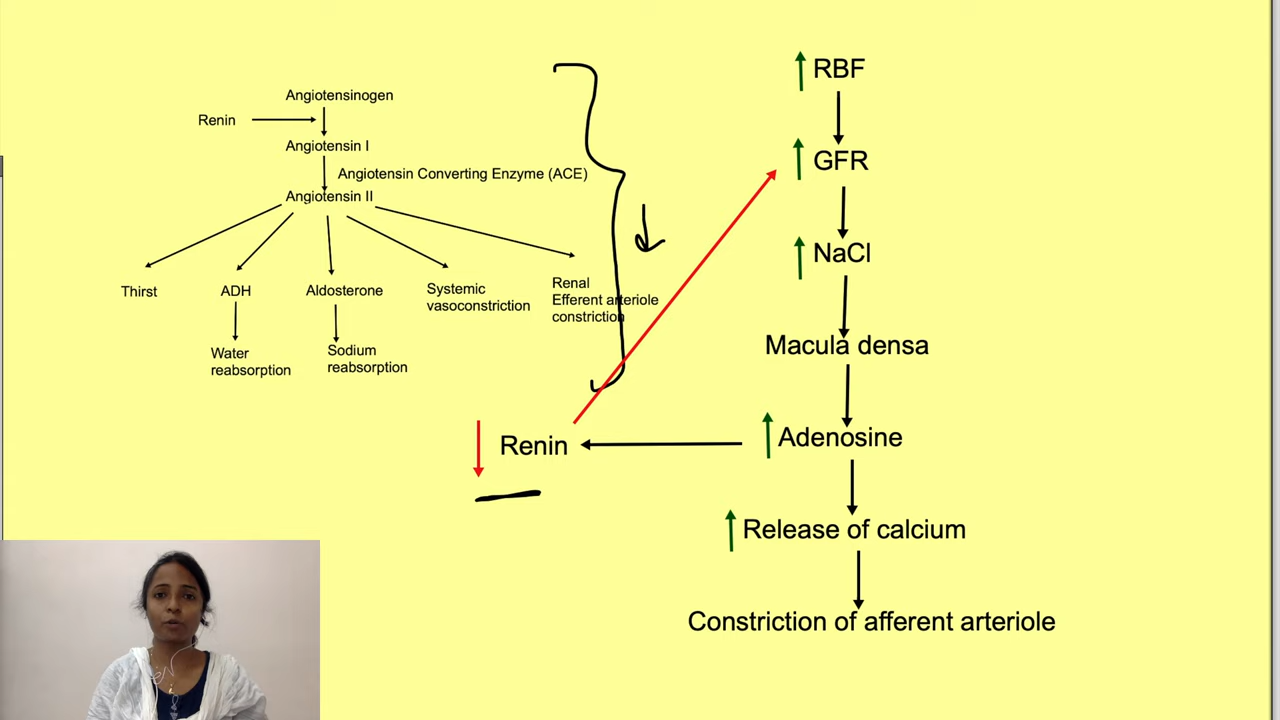 Angiotensinogen
Renin
Angiotensin I
Angiotensin Converting Enzyme (ACE)
Angiotensin II
Thirst
ADH
Aldosterone
Systemic
vasoconstriction
Renal
Efferent arteriole
constriction
Water
reabsorption
Sodium
reabsorption
RBF
GFR
NaCl
Macula densa
Adenosine
Renin
Release of calcium
Constriction of afferent arteriole